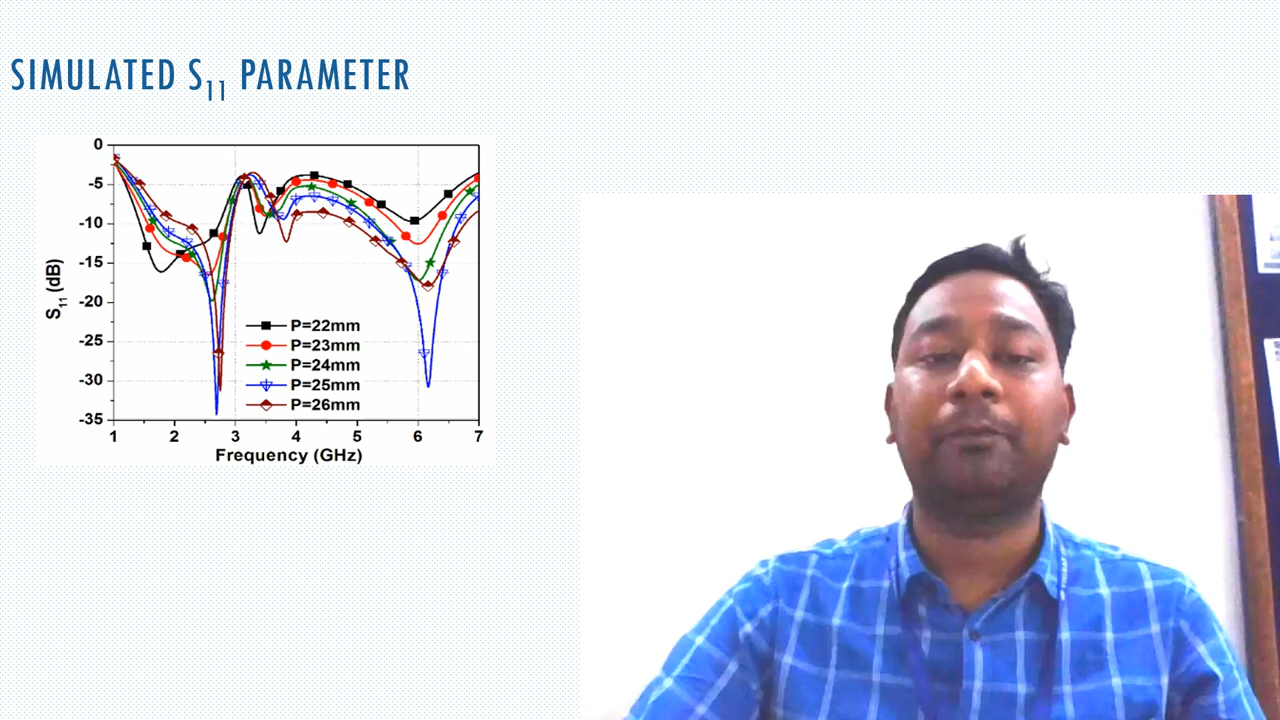 SIMULATED S11 PARAMETER
0
-5
-10
-15
-20
-25
-30
-35
S11 (dB)
P=22mm
P=23mm
P=24mm
P=25mm
P=26mm
1 2 3 4 5 6 7
Frequency (GHz)